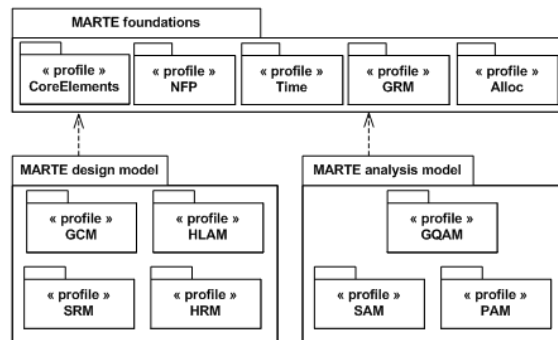 MARTE foundations
« profile » « profile » « profile » « profile » « profile »
CoreElements NFP Time GRM Alloc
MARTE design model MARTE analysis model
« profile » « profile » « profile »
GCM HLAM GQAM
« profile » « profile » « profile » « profile »
SRM HRM SAM PAM